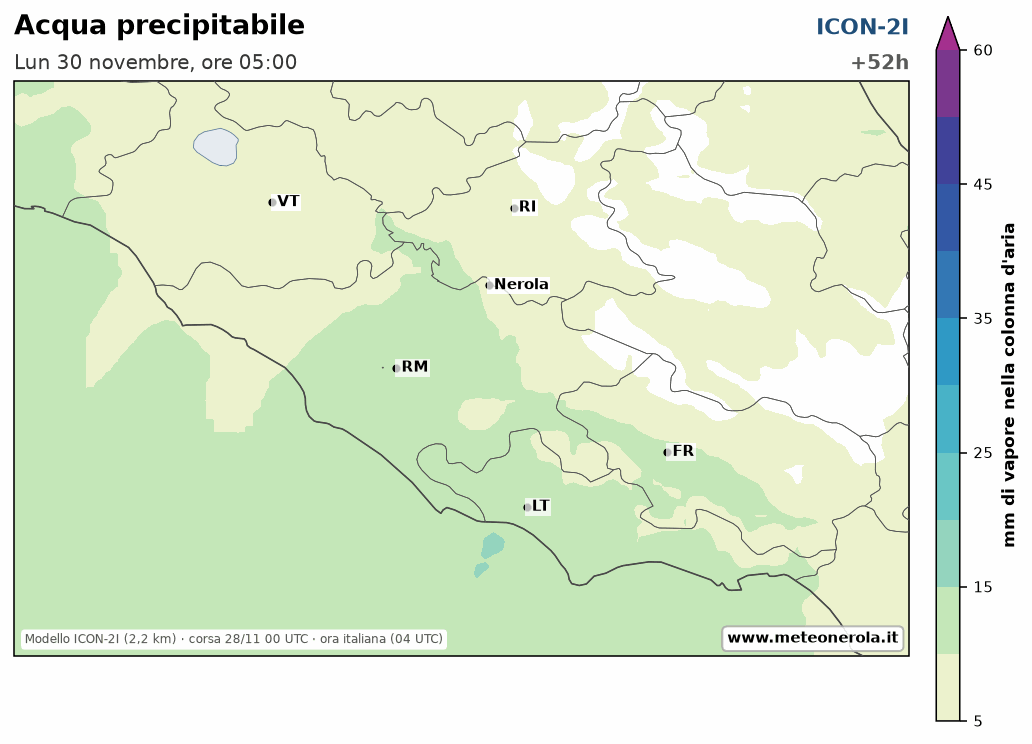 Acqua precipitabile
ICON-2I
Lun 30 novembre, ore 05:00
+52h
60
45
35
25
15
5
mm di vapore nella colonna d'aria
VT
RI
Nerola
RM
FR
LT
Modello ICON-2I (2,2 km) · corsa 28/11 00 UTC · ora italiana (04 UTC)
www.meteonerola.it